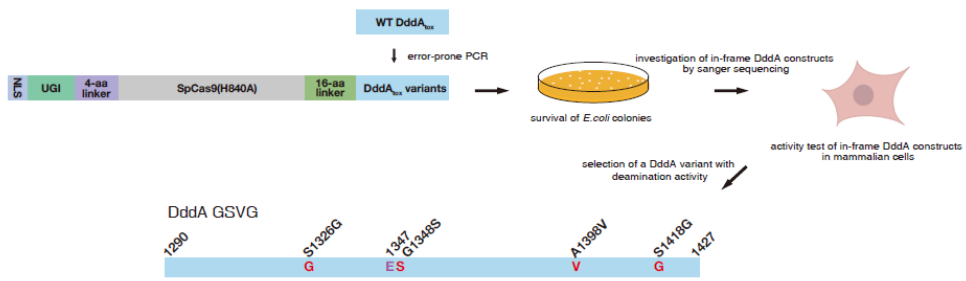 WT DddAtox
error-prone PCR
NLS
UGI
4-aa
linker
SpCas9(H840A)
16-aa
linker
DddAtox variants
survival of E.coli colonies
investigation of in-frame DddA constructs
by sanger sequencing
activity test of in-frame DddA constructs
in mammalian cells
selection of a DddA variant with
deamination activity
DddA GSVG
1290
S1326G
1347
G1348S
A1398V
S1418G
1427
G
E S
V
G